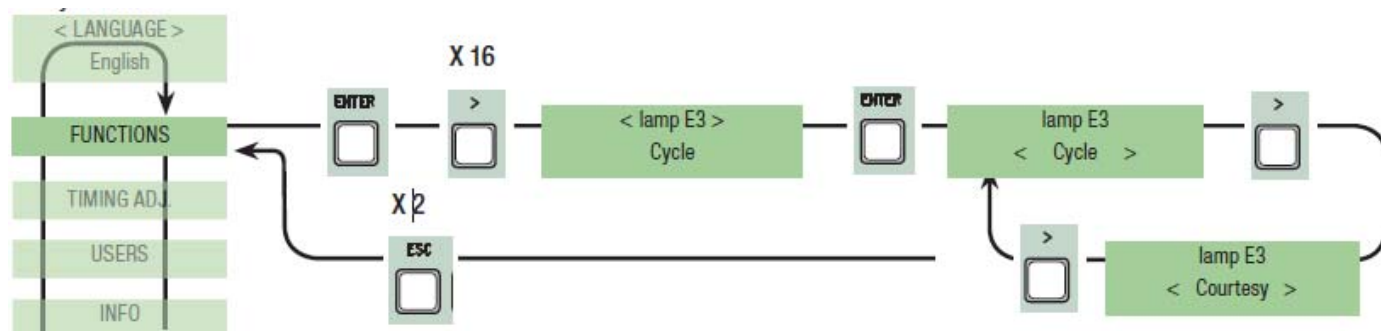 < LANGUAGE >
English
FUNCTIONS
TIMING ADJ.
USERS
INFO
ENTER
X 16
>
< lamp E3 >
Cycle
ENTER
lamp E3
< Cycle >
>
X 2
ESC
>
lamp E3
< Courtesy >